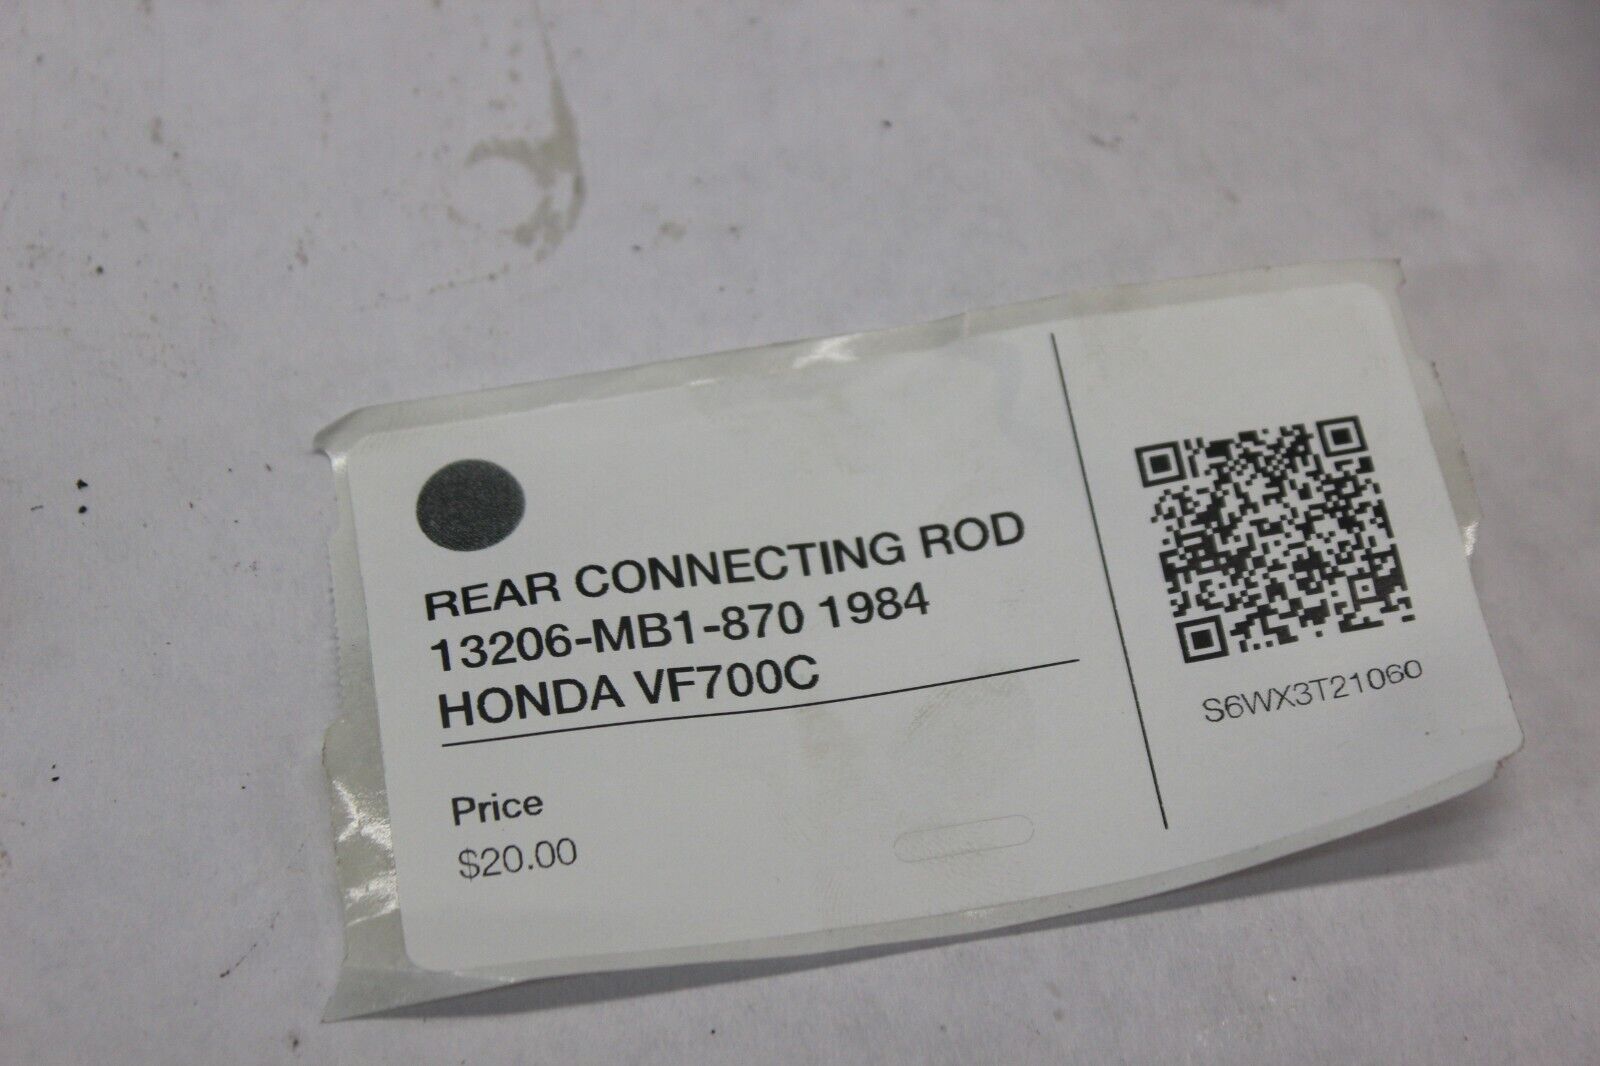 REAR CONNECTING ROD
13206-MB1-870 1984
HONDA VF700C
Price
$20.00
S6WX3T21060